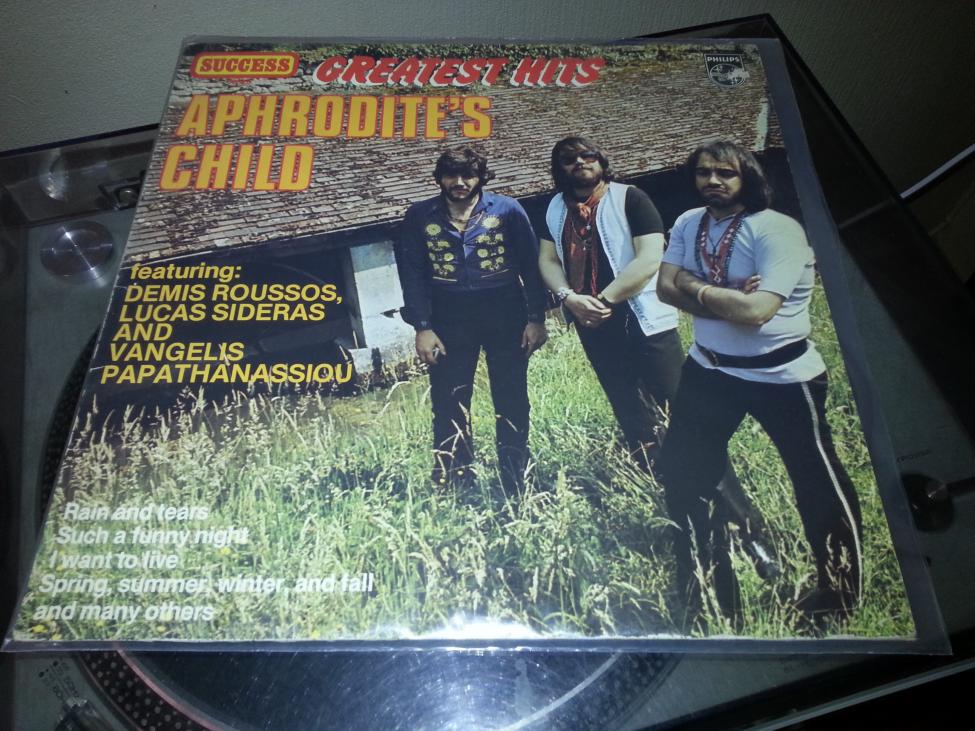 SUCCESS
GREATEST HITS
PHILIPS
APHRODITE'S
CHILD
featuring:
DEMIS ROUSSOS,
LUCAS SIDERAS
AND
VANGELIS
PAPATHANASSIOU
Rain and tears
Such a funny night
I want to live
Spring, summer, winter, and fall
and many others